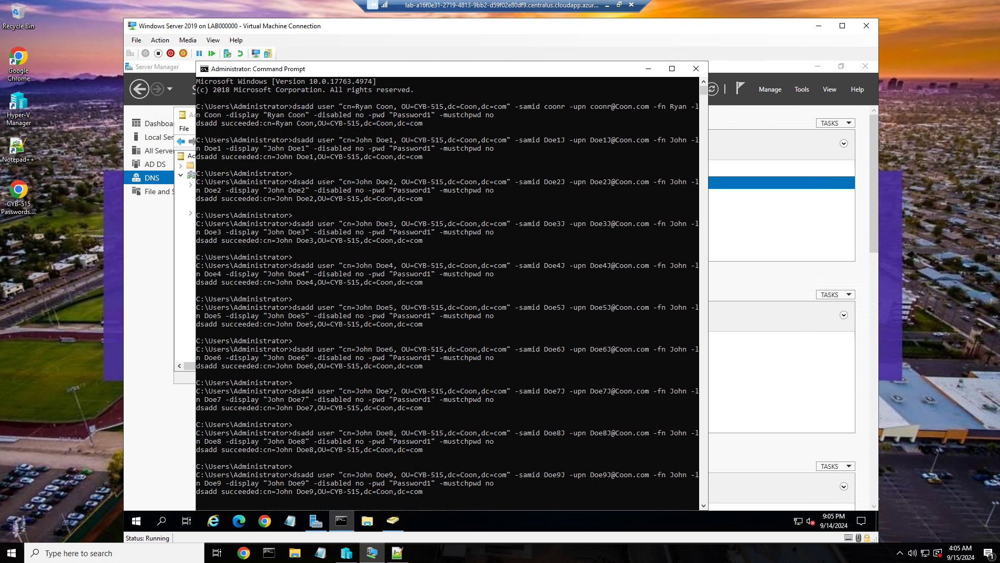 lab-a16f0e31-2719-4813-9bb2-d59f02e80df9.centralus.cloudapp.azur...
Recycle Bin
Google
Chrome
Hyper-V
Manager
Notepad++
CYB-515
Passwords....
Windows Server 2019 on LAB000000 - Virtual Machine Connection
File Action Media View Help
Server Manager
Manage Tools View Help
Dashboa
Local Ser
All Server
AD DS
DNS
File and S
File
TASKS
TASKS
TASKS
Administrator: Command Prompt
Microsoft Windows [Version 10.0.17763.4974]
(c) 2018 Microsoft Corporation. All rights reserved.
C:\Users\Administrator>dsadd user "cn=Ryan Coon, OU=CYB-515,dc=Coon,dc=com" -samid coonr -upn coonr@Coon.com -fn Ryan -l
n Coon -display "Ryan Coon" -disabled no -pwd "Password1" -mustchpwd no
dsadd succeeded:cn=Ryan Coon,OU=CYB-515,dc=Coon,dc=com
C:\Users\Administrator>dsadd user "cn=John Doe1, OU=CYB-515,dc=Coon,dc=com" -samid Doe1J -upn Doe1J@Coon.com -fn John -l
n Doe1 -display "John Doe1" -disabled no -pwd "Password1" -mustchpwd no
dsadd succeeded:cn=John Doe1,OU=CYB-515,dc=Coon,dc=com
C:\Users\Administrator>
C:\Users\Administrator>dsadd user "cn=John Doe2, OU=CYB-515,dc=Coon,dc=com" -samid Doe2J -upn Doe2J@Coon.com -fn John -l
n Doe2 -display "John Doe2" -disabled no -pwd "Password1" -mustchpwd no
dsadd succeeded:cn=John Doe2,OU=CYB-515,dc=Coon,dc=com
C:\Users\Administrator>
C:\Users\Administrator>dsadd user "cn=John Doe3, OU=CYB-515,dc=Coon,dc=com" -samid Doe3J -upn Doe3J@Coon.com -fn John -l
n Doe3 -display "John Doe3" -disabled no -pwd "Password1" -mustchpwd no
dsadd succeeded:cn=John Doe3,OU=CYB-515,dc=Coon,dc=com
C:\Users\Administrator>
C:\Users\Administrator>dsadd user "cn=John Doe4, OU=CYB-515,dc=Coon,dc=com" -samid Doe4J -upn Doe4J@Coon.com -fn John -l
n Doe4 -display "John Doe4" -disabled no -pwd "Password1" -mustchpwd no
dsadd succeeded:cn=John Doe4,OU=CYB-515,dc=Coon,dc=com
C:\Users\Administrator>
C:\Users\Administrator>dsadd user "cn=John Doe5, OU=CYB-515,dc=Coon,dc=com" -samid Doe5J -upn Doe5J@Coon.com -fn John -l
n Doe5 -display "John Doe5" -disabled no -pwd "Password1" -mustchpwd no
dsadd succeeded:cn=John Doe5,OU=CYB-515,dc=Coon,dc=com
C:\Users\Administrator>
C:\Users\Administrator>dsadd user "cn=John Doe6, OU=CYB-515,dc=Coon,dc=com" -samid Doe6J -upn Doe6J@Coon.com -fn John -l
n Doe6 -display "John Doe6" -disabled no -pwd "Password1" -mustchpwd no
dsadd succeeded:cn=John Doe6,OU=CYB-515,dc=Coon,dc=com
C:\Users\Administrator>
C:\Users\Administrator>dsadd user "cn=John Doe7, OU=CYB-515,dc=Coon,dc=com" -samid Doe7J -upn Doe7J@Coon.com -fn John -l
n Doe7 -display "John Doe7" -disabled no -pwd "Password1" -mustchpwd no
dsadd succeeded:cn=John Doe7,OU=CYB-515,dc=Coon,dc=com
C:\Users\Administrator>
C:\Users\Administrator>dsadd user "cn=John Doe8, OU=CYB-515,dc=Coon,dc=com" -samid Doe8J -upn Doe8J@Coon.com -fn John -l
n Doe8 -display "John Doe8" -disabled no -pwd "Password1" -mustchpwd no
dsadd succeeded:cn=John Doe8,OU=CYB-515,dc=Coon,dc=com
C:\Users\Administrator>
C:\Users\Administrator>dsadd user "cn=John Doe9, OU=CYB-515,dc=Coon,dc=com" -samid Doe9J -upn Doe9J@Coon.com -fn John -l
n Doe9 -display "John Doe9" -disabled no -pwd "Password1" -mustchpwd no
dsadd succeeded:cn=John Doe9,OU=CYB-515,dc=Coon,dc=com
9:05 PM
9/14/2024
Status: Running
Type here to search
4:05 AM
9/15/2024
1